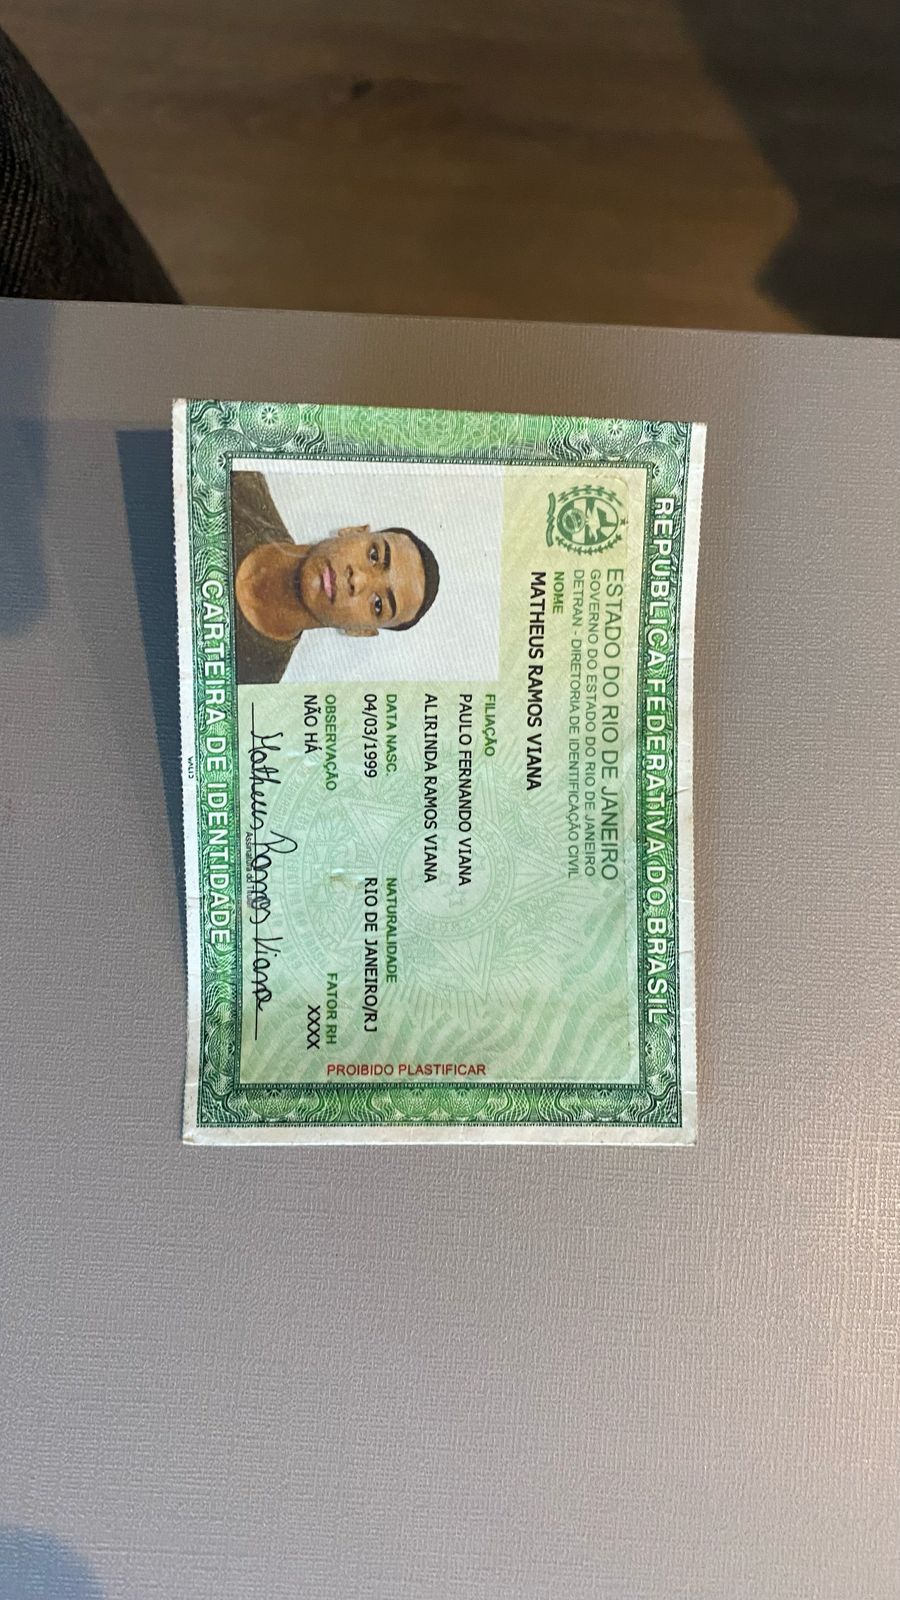 REPÚBLICA FEDERATIVA DO BRASIL
ESTADO DO RIO DE JANEIRO
GOVERNO DO ESTADO DO RIO DE JANEIRO
DETRAN - DIRETORIA DE IDENTIFICAÇÃO CIVIL
NOME
MATHEUS RAMOS VIANA
FILIAÇÃO
PAULO FERNANDO VIANA
ALIRINDA RAMOS VIANA
DATA NASC. NATURALIDADE
04/03/1999 RIO DE JANEIRO/RJ
OBSERVAÇÃO FATOR RH
NÃO HÁ XXXX
Matheus Ramos Viana
Assinatura do Titular
PROIBIDO PLASTIFICAR
CARTEIRA DE IDENTIDADE